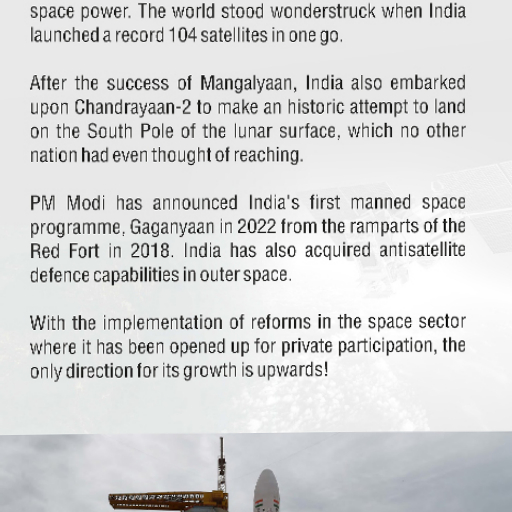 space power. The world stood wonderstruck when India
launched a record 104 satellites in one go.
After the success of Mangalyaan, India also embarked
upon Chandrayaan-2 to make an historic attempt to land
on the South Pole of the lunar surface, which no other
nation had even thought of reaching.
PM Modi has announced India's first manned space
programme, Gaganyaan in 2022 from the ramparts of the
Red Fort in 2018. India has also acquired antisatellite
defence capabilities in outer space.
With the implementation of reforms in the space sector
where it has been opened up for private participation, the
only direction for its growth is upwards!